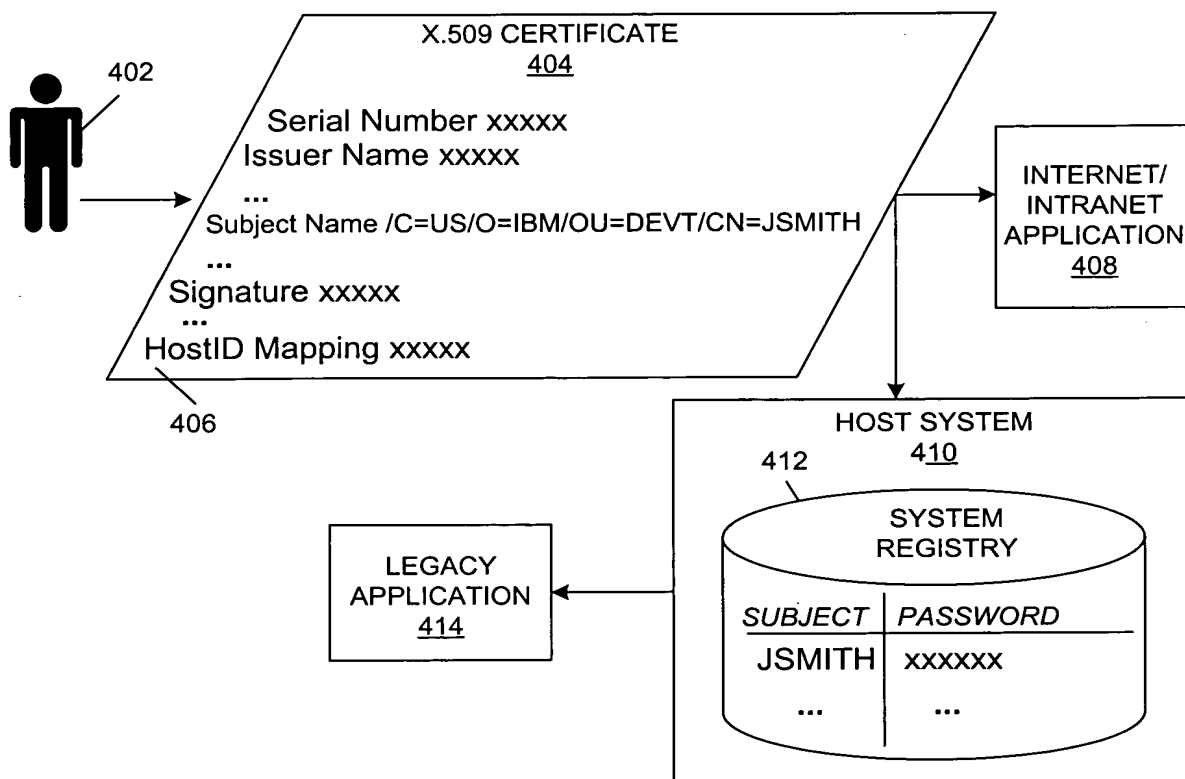 X.509 CERTIFICATE
404
402
Serial Number xxxxx
Issuer Name xxxxx
...
Subject Name /C=US/O=IBM/OU=DEVT/CN=JSMITH
...
Signature xxxxx
...
HostID Mapping xxxxx
406
INTERNET/
INTRANET
APPLICATION
408
HOST SYSTEM
410
412
SYSTEM
REGISTRY
SUBJECT PASSWORD
JSMITH xxxxxx
... ...
LEGACY
APPLICATION
414